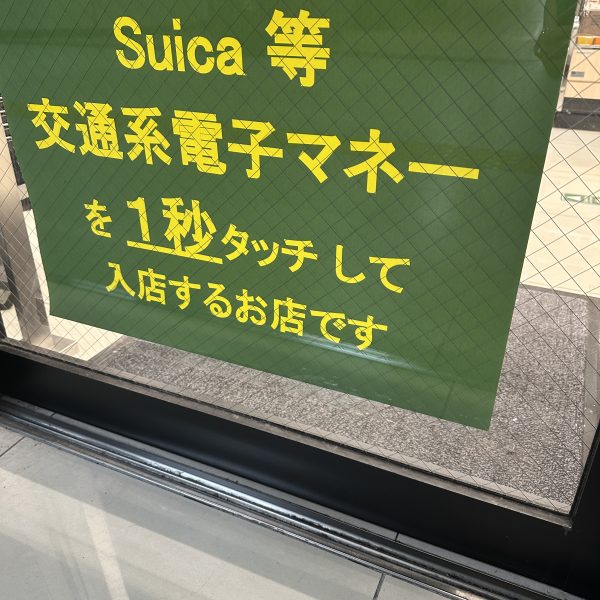 Suica 等
交通系電子マネー
を 1秒タッチ して
入店するお店です